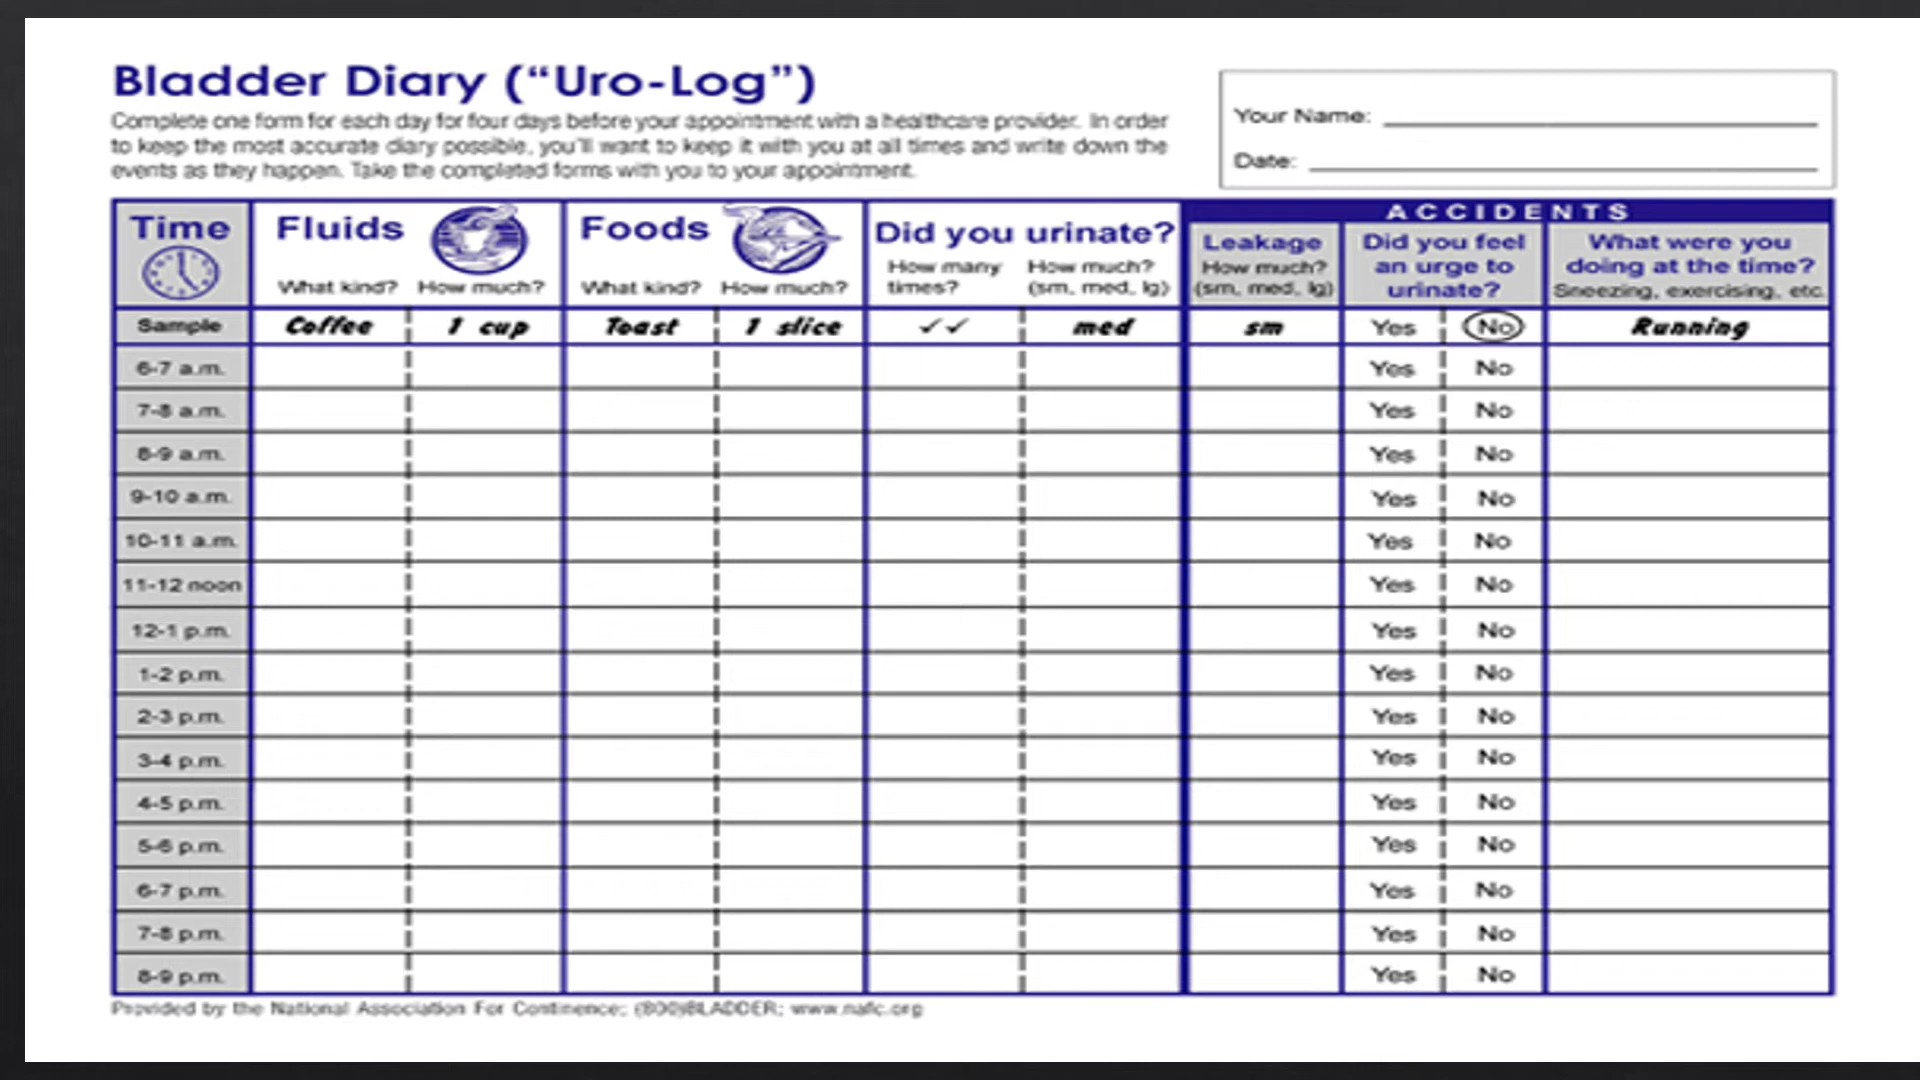 Bladder Diary (“Uro-Log”)
Complete one form for each day for four days before your appointment with a healthcare provider. In order
to keep the most accurate diary possible, you'll want to keep it with you at all times and write down the
events as they happen. Take the completed forms with you to your appointment.
Your Name:
Date:
Time
Fluids
What kind? How much?
Foods
What kind? How much?
Did you urinate?
How many times?
How much? (sm, med, lg)
ACCIDENTS
Leakage
How much?
(sm, med, lg)
Did you feel
an urge to
urinate?
What were you
doing at the time?
Sneezing, exercising, etc.
Sample Coffee 1 cup Toast 1 slice ✓✓ med sm Yes No Running
6-7 a.m. Yes No
7-8 a.m. Yes No
8-9 a.m. Yes No
9-10 a.m. Yes No
10-11 a.m. Yes No
11-12 noon Yes No
12-1 p.m. Yes No
1-2 p.m. Yes No
2-3 p.m. Yes No
3-4 p.m. Yes No
4-5 p.m. Yes No
5-6 p.m. Yes No
6-7 p.m. Yes No
7-8 p.m. Yes No
8-9 p.m. Yes No
Provided by the National Association For Continence; (800)BLADDER; www.nafc.org